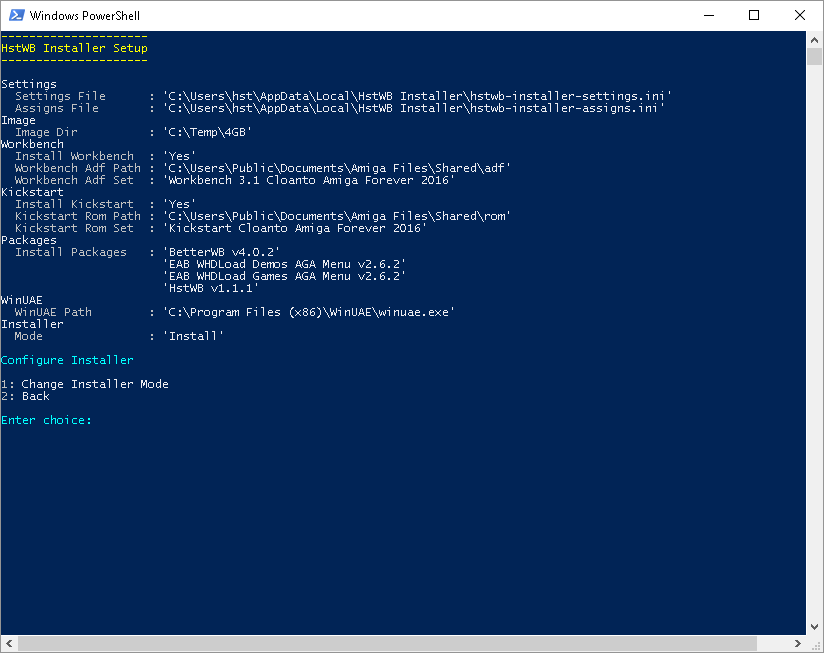 Windows PowerShell
---------------------
HstWB Installer Setup
---------------------
Settings
  Settings File      : 'C:\Users\hst\AppData\Local\HstWB Installer\hstwb-installer-settings.ini'
  Assigns File       : 'C:\Users\hst\AppData\Local\HstWB Installer\hstwb-installer-assigns.ini'
Image
  Image Dir          : 'C:\Temp\4GB'
Workbench
  Install Workbench  : 'Yes'
  Workbench Adf Path : 'C:\Users\Public\Documents\Amiga Files\Shared\adf'
  Workbench Adf Set  : 'Workbench 3.1 Cloanto Amiga Forever 2016'
Kickstart
  Install Kickstart  : 'Yes'
  Kickstart Rom Path : 'C:\Users\Public\Documents\Amiga Files\Shared\rom'
  Kickstart Rom Set  : 'Kickstart Cloanto Amiga Forever 2016'
Packages
  Install Packages   : 'BetterWB v4.0.2'
                       'EAB WHDLoad Demos AGA Menu v2.6.2'
                       'EAB WHDLoad Games AGA Menu v2.6.2'
                       'HstWB v1.1.1'
WinUAE
  WinUAE Path        : 'C:\Program Files (x86)\WinUAE\winuae.exe'
Installer
  Mode               : 'Install'
Configure Installer
1: Change Installer Mode
2: Back
Enter choice: